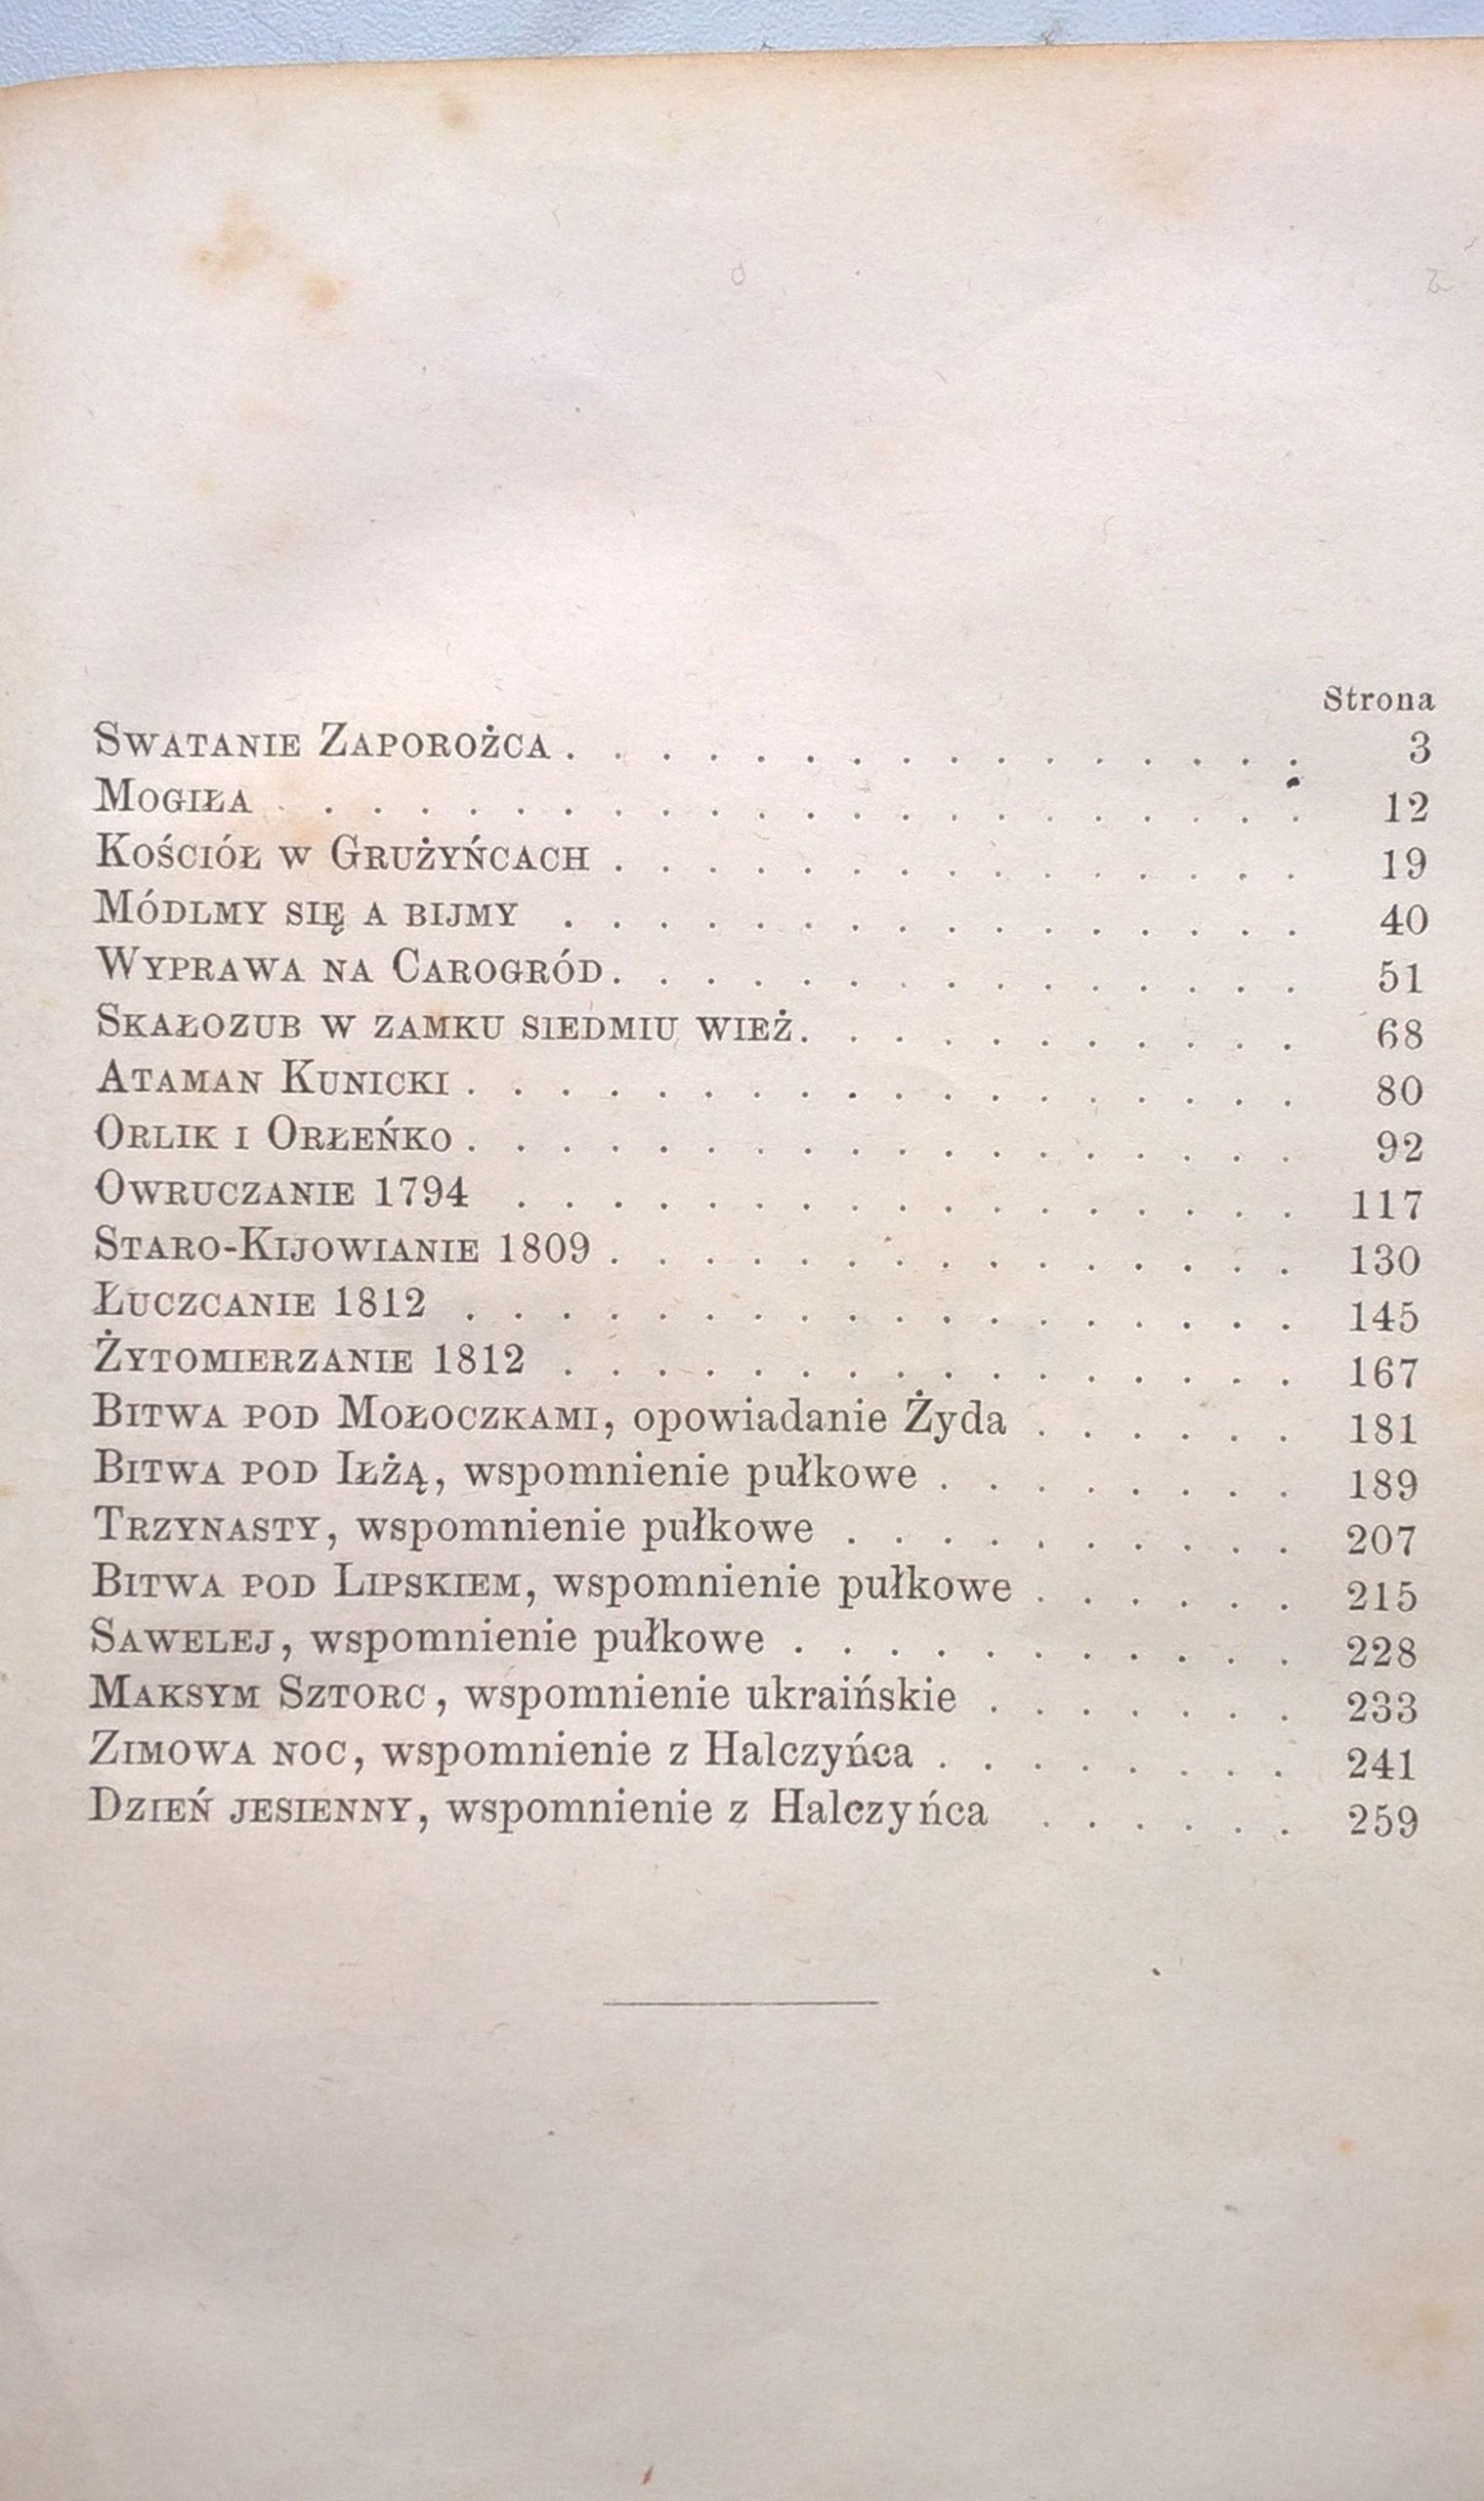 Strona
Swatanie Zaporożca . . . . . . . . . . . . . . . . 3
Mogiła . . . . . . . . . . . . . . . . . . . . . . 12
Kościół w Grużyńcach . . . . . . . . . . . . . . . 19
Módlmy się a bijmy . . . . . . . . . . . . . . . . 40
Wyprawa na Carogród . . . . . . . . . . . . . . . 51
Skałozub w zamku siedmiu wież . . . . . . . . . . . 68
Ataman Kunicki . . . . . . . . . . . . . . . . . . 80
Orlik i Orłeńko . . . . . . . . . . . . . . . . . . 92
Owruczanie 1794 . . . . . . . . . . . . . . . . . 117
Staro-Kijowianie 1809 . . . . . . . . . . . . . . . 130
Łuczcanie 1812 . . . . . . . . . . . . . . . . . . 145
Żytomierzanie 1812 . . . . . . . . . . . . . . . . 167
Bitwa pod Mołoczkami, opowiadanie Żyda . . . . . . 181
Bitwa pod Iłżą, wspomnienie pułkowe . . . . . . . . 189
Trzynasty, wspomnienie pułkowe . . . . . . . . . . 207
Bitwa pod Lipskiem, wspomnienie pułkowe . . . . . . 215
Sawelej, wspomnienie pułkowe . . . . . . . . . . . 228
Maksym Sztorc, wspomnienie ukraińskie . . . . . . . 233
Zimowa noc, wspomnienie z Halczyńca . . . . . . . . 241
Dzień jesienny, wspomnienie z Halczyńca . . . . . . 259